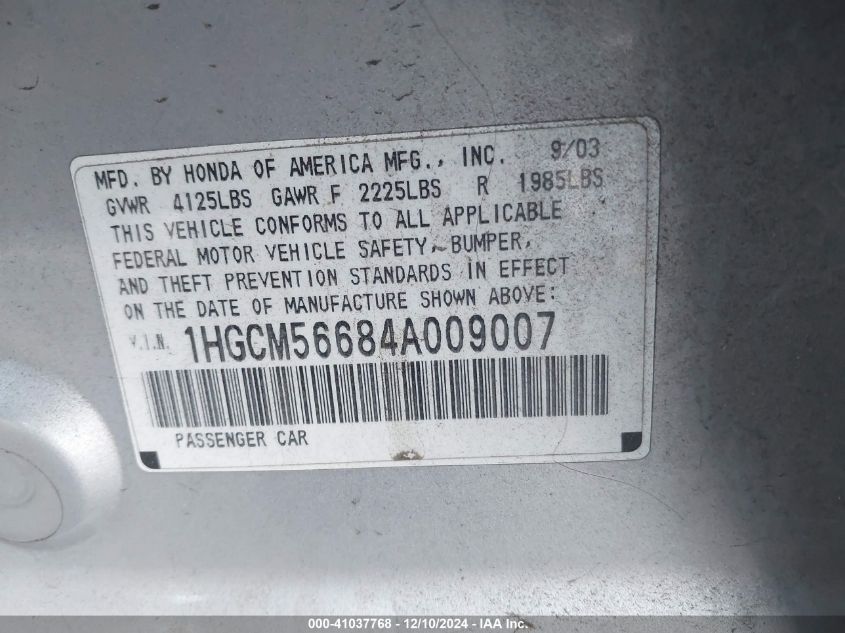 MFD. BY HONDA OF AMERICA MFG., INC. 9/03
GVWR 4125LBS GAWR F 2225LBS R 1985LBS
THIS VEHICLE CONFORMS TO ALL APPLICABLE
FEDERAL MOTOR VEHICLE SAFETY, BUMPER,
AND THEFT PREVENTION STANDARDS IN EFFECT
ON THE DATE OF MANUFACTURE SHOWN ABOVE:
V.I.N. 1HGCM56684A009007
PASSENGER CAR
000-41037768 - 12/10/2024 - IAA Inc.